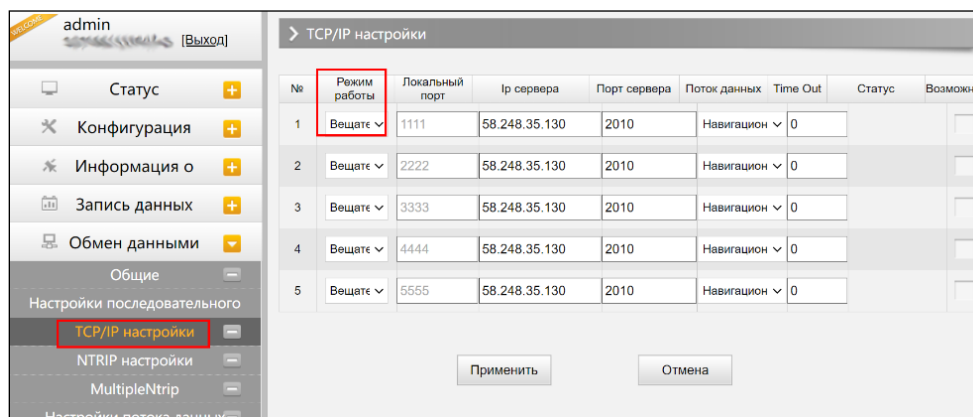 WELCOME
admin
[Выход]
Статус
Конфигурация
Информация о
Запись данных
Обмен данными
Общие
Настройки последовательного
TCP/IP настройки
NTRIP настройки
MultipleNtrip
Настройки потока данных
TCP/IP настройки
№ Режим работы Локальный порт Ip сервера Порт сервера Поток данных Time Out Статус Возможн
1 Вещате 1111 58.248.35.130 2010 Навигацион 0
2 Вещате 2222 58.248.35.130 2010 Навигацион 0
3 Вещате 3333 58.248.35.130 2010 Навигацион 0
4 Вещате 4444 58.248.35.130 2010 Навигацион 0
5 Вещате 5555 58.248.35.130 2010 Навигацион 0
Применить Отмена